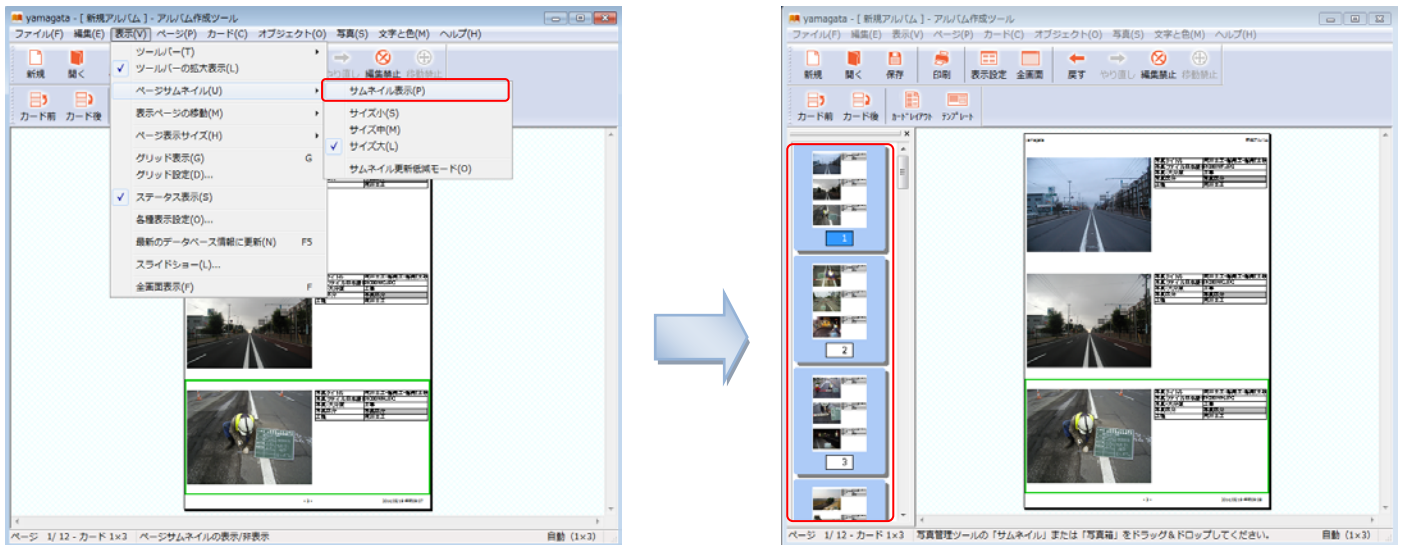 yamagata - [ 新規アルバム ] - アルバム作成ツール
ファイル(F) 編集(E) 表示(V) ページ(P) カード(C) オブジェクト(O) 写真(S) 文字と色(M) ヘルプ(H)
新規 開く やり直し 編集禁止 移動禁止
カード前 カード後
ツールバー(T)
ツールバーの拡大表示(L)
ページサムネイル(U)
表示ページの移動(M)
ページ表示サイズ(H)
グリッド表示(G) G
グリッド設定(D)...
ステータス表示(S)
各種表示設定(O)...
最新のデータベース情報に更新(N) F5
スライドショー(L)...
全画面表示(F) F
サムネイル表示(P)
サイズ小(S)
サイズ中(M)
サイズ大(L)
サムネイル更新低減モード(O)
ページ 1/ 12 - カード 1×3 ページサムネイルの表示/非表示 自動 (1×3)
yamagata - [ 新規アルバム ] - アルバム作成ツール
ファイル(F) 編集(E) 表示(V) ページ(P) カード(C) オブジェクト(O) 写真(S) 文字と色(M) ヘルプ(H)
新規 開く 保存 印刷 表示設定 全画面 戻す やり直し 編集禁止 移動禁止
カード前 カード後 カードレイアウト テンプレート
1
2
3
ページ 1/ 12 - カード 1×3 写真管理ツールの「サムネイル」または「写真箱」をドラッグ&ドロップしてください。 自動 (1×3)